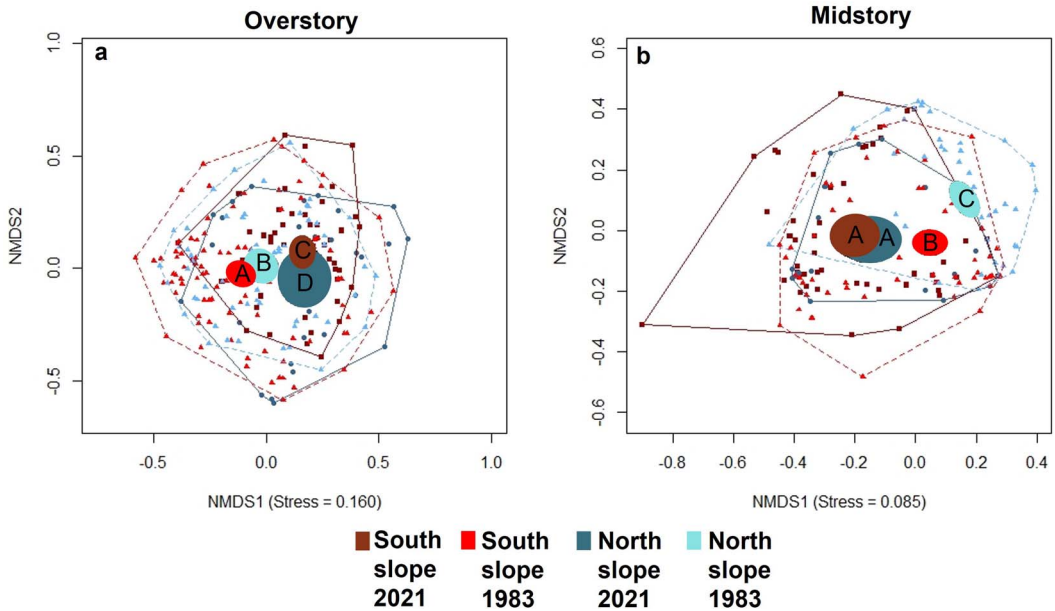 Overstory
Midstory
a
b
1.0
0.5
0.0
-0.5
NMDS2
A
B
C
D
-0.5
0.0
0.5
1.0
NMDS1 (Stress = 0.160)
0.6
0.4
0.2
0.0
-0.2
-0.4
-0.6
NMDS2
A
A
B
C
-0.8
-0.6
-0.4
-0.2
0.0
0.2
0.4
NMDS1 (Stress = 0.085)
South
slope
2021
South
slope
1983
North
slope
2021
North
slope
1983